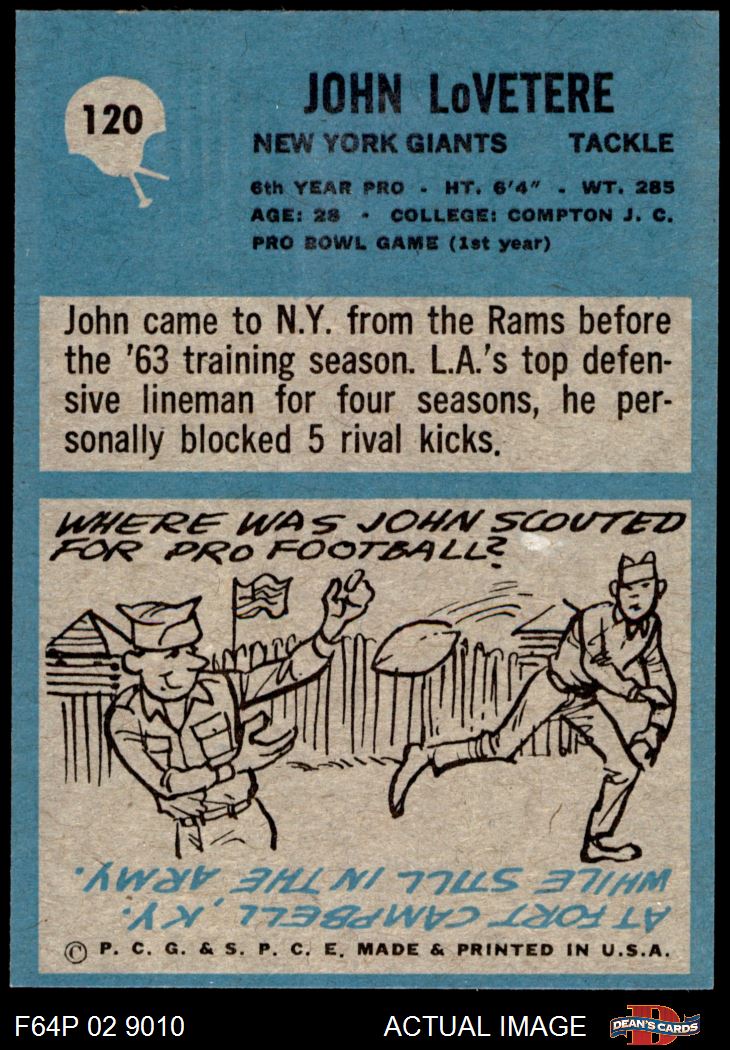 120
JOHN LoVETERE
NEW YORK GIANTS TACKLE
6th YEAR PRO - HT. 6'4" - WT. 285
AGE: 28 • COLLEGE: COMPTON J. C.
PRO BOWL GAME (1st year)
John came to N.Y. from the Rams before
the '63 training season. L.A.'s top defen-
sive lineman for four seasons, he per-
sonally blocked 5 rival kicks.
WHERE WAS JOHN SCOUTED
FOR PRO FOOTBALL?
AT FORT CAMPBELL, KY.
WHILE STILL IN THE ARMY.
© P. C. G. & S. P. C. E. MADE & PRINTED IN U.S.A.
F64P 02 9010 ACTUAL IMAGE
D
DEAN'S CARDS